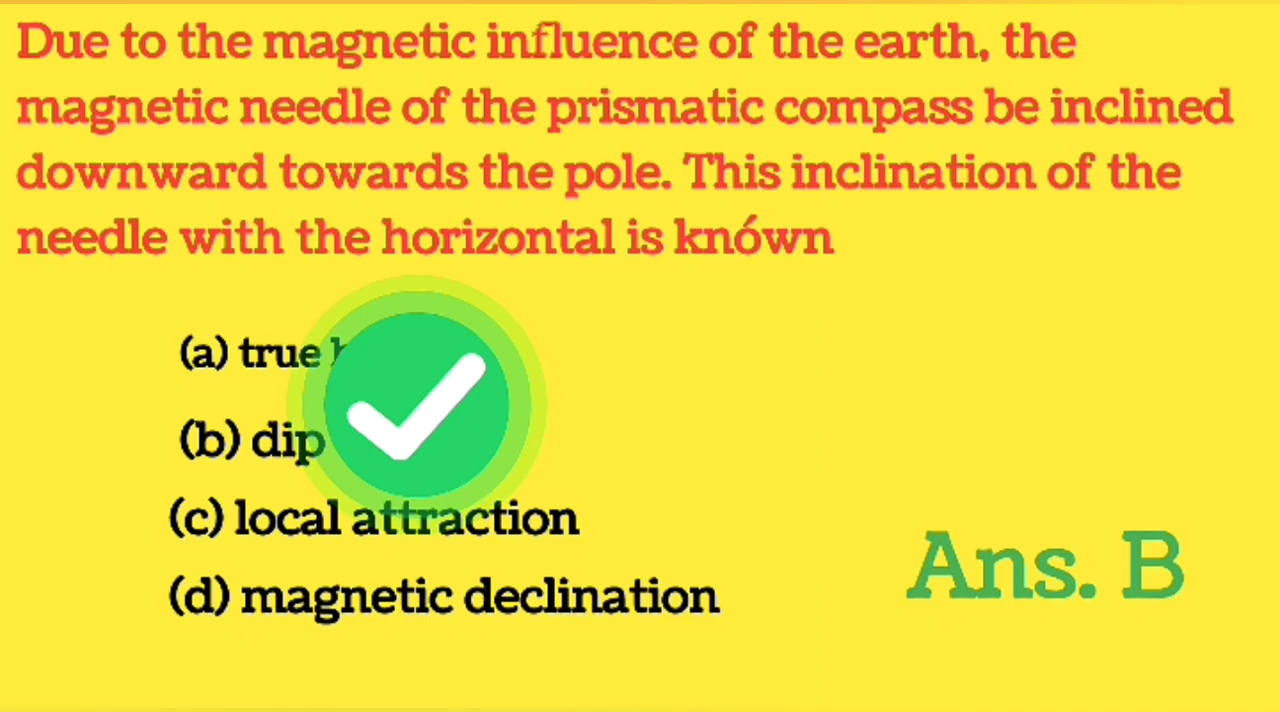 Due to the magnetic influence of the earth, the
magnetic needle of the prismatic compass be inclined
downward towards the pole. This inclination of the
needle with the horizontal is knówn
(a) true
(b) dip
(c) local attraction
(d) magnetic declination
Ans. B